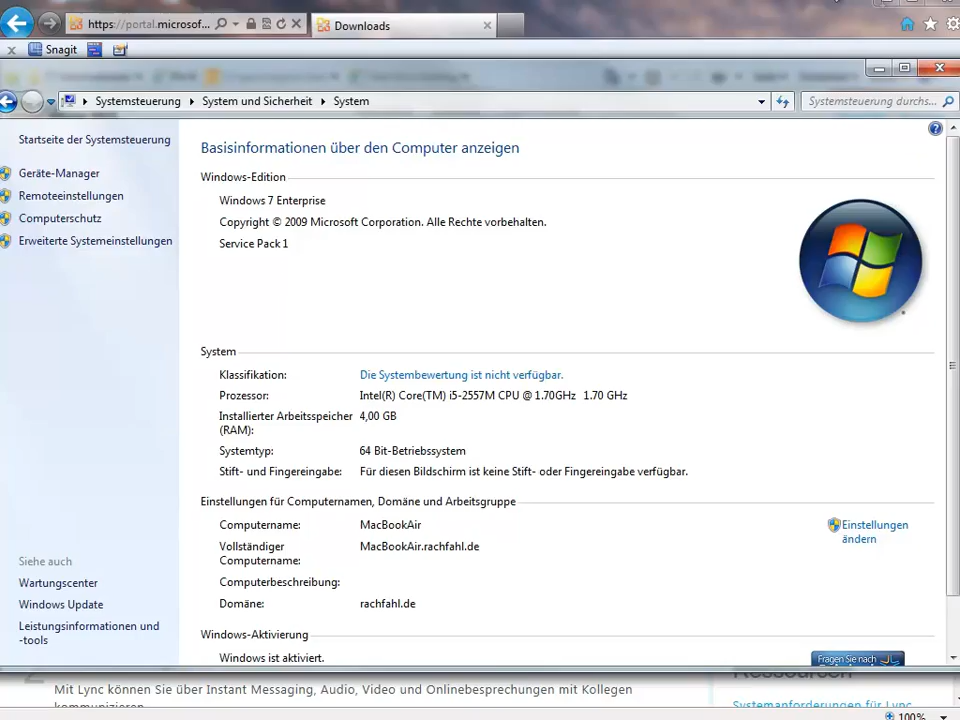 https://portal.microsof...
Downloads
Snagit
Systemsteuerung
System und Sicherheit
System
Systemsteuerung durchs...
Startseite der Systemsteuerung
Geräte-Manager
Remoteeinstellungen
Computerschutz
Erweiterte Systemeinstellungen
Siehe auch
Wartungscenter
Windows Update
Leistungsinformationen und
-tools
Basisinformationen über den Computer anzeigen
Windows-Edition
Windows 7 Enterprise
Copyright © 2009 Microsoft Corporation. Alle Rechte vorbehalten.
Service Pack 1
System
Klassifikation: Die Systembewertung ist nicht verfügbar.
Prozessor: Intel(R) Core(TM) i5-2557M CPU @ 1.70GHz 1.70 GHz
Installierter Arbeitsspeicher 4,00 GB
(RAM):
Systemtyp: 64 Bit-Betriebssystem
Stift- und Fingereingabe: Für diesen Bildschirm ist keine Stift- oder Fingereingabe verfügbar.
Einstellungen für Computernamen, Domäne und Arbeitsgruppe
Computername: MacBookAir
Einstellungen
ändern
Vollständiger MacBookAir.rachfahl.de
Computername:
Computerbeschreibung:
Domäne: rachfahl.de
Windows-Aktivierung
Windows ist aktiviert.
Fragen Sie nach
Mit Lync können Sie über Instant Messaging, Audio, Video und Onlinebesprechungen mit Kollegen
kommunizieren
Ressourcen
Systemanforderungen für Lync
100%